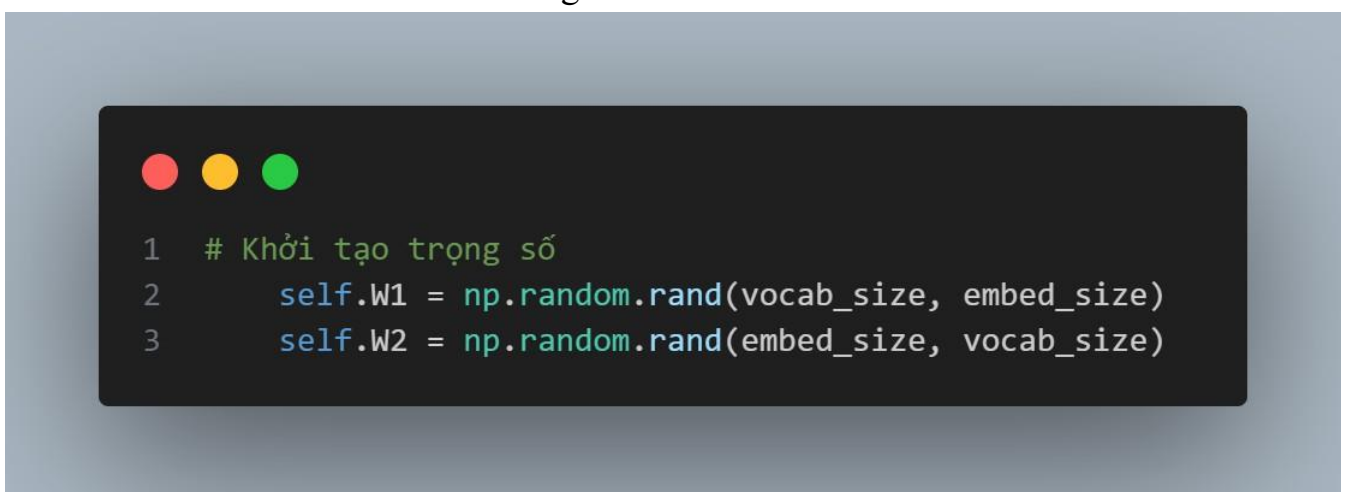 1 # Khởi tạo trọng số
2 self.W1 = np.random.rand(vocab_size, embed_size)
3 self.W2 = np.random.rand(embed_size, vocab_size)